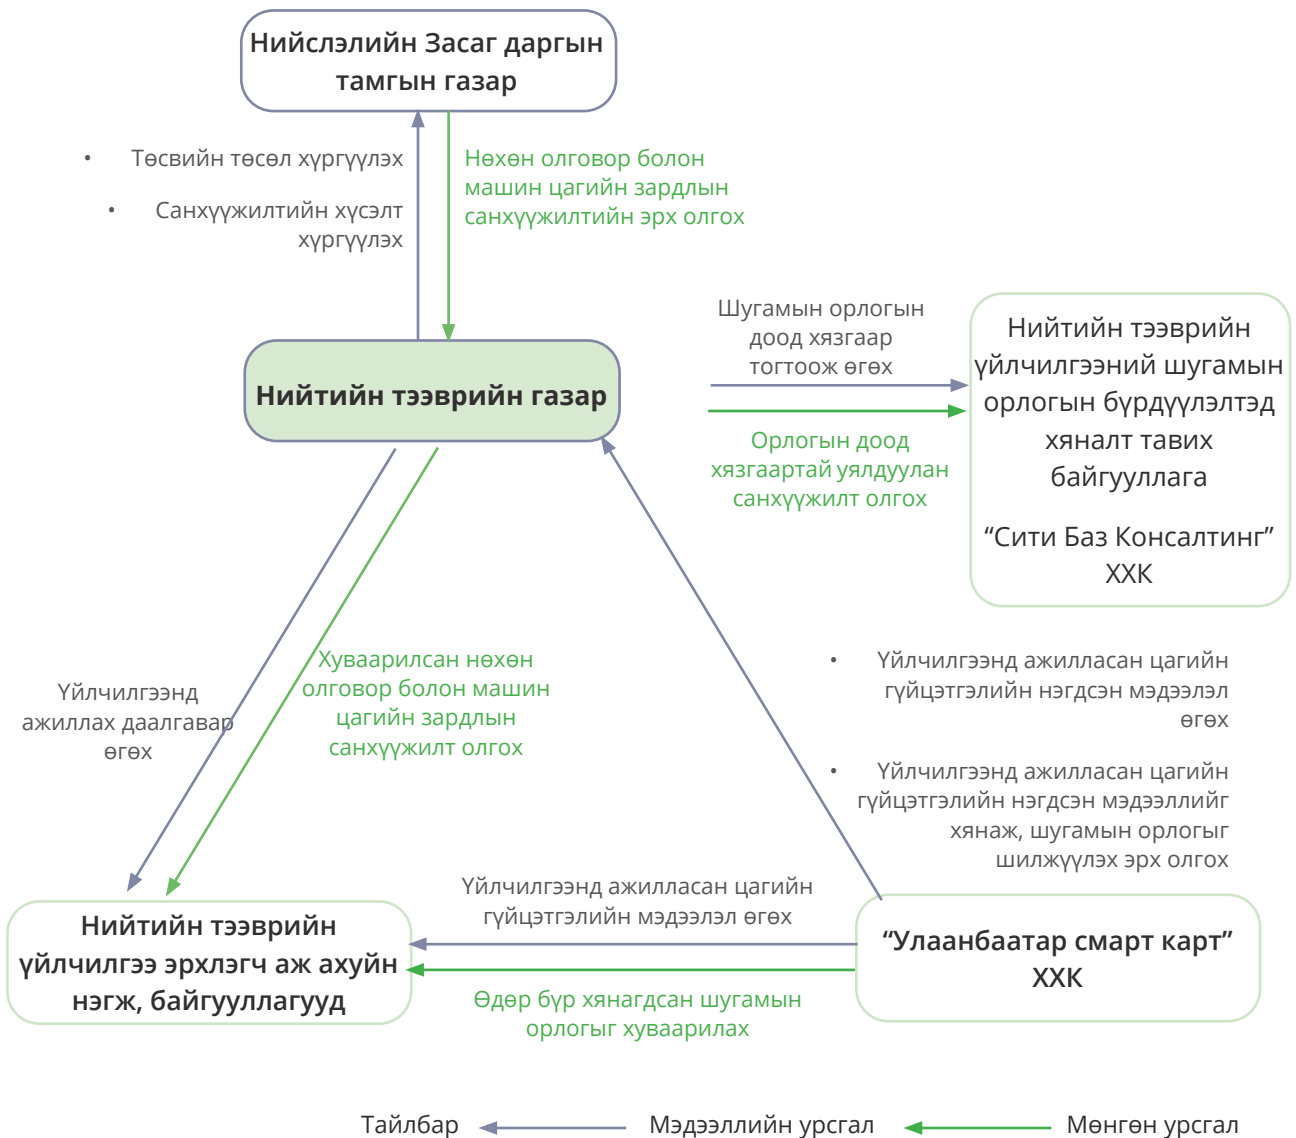 Нийслэлийн Засаг даргын
тамгын газар
• Төсвийн төсөл хүргүүлэх
• Санхүүжилтийн хүсэлт
хүргүүлэх
Нөхөн олговор болон
машин цагийн зардлын
санхүүжилтийн эрх олгох
Нийтийн тээврийн газар
Шугамын орлогын
доод хязгаар
тогтоож өгөх
Орлогын доод
хязгаартай уялдуулан
санхүүжилт олгох
Нийтийн тээврийн
үйлчилгээний шугамын
орлогын бүрдүүлэлтэд
хяналт тавих
байгууллага
“Сити Баз Консалтинг”
ХХК
Үйлчилгээнд
ажиллах даалгавар
өгөх
Хуваарилсан нөхөн
олговор болон машин
цагийн зардлын
санхүүжилт олгох
• Үйлчилгээнд ажилласан цагийн
гүйцэтгэлийн нэгдсэн мэдээлэл
өгөх
• Үйлчилгээнд ажилласан цагийн
гүйцэтгэлийн нэгдсэн мэдээллийг
хянаж, шугамын орлогыг
шилжүүлэх эрх олгох
Үйлчилгээнд ажилласан цагийн
гүйцэтгэлийн мэдээлэл өгөх
Нийтийн тээврийн
үйлчилгээ эрхлэгч аж ахуйн
нэгж, байгууллагууд
“Улаанбаатар смарт карт”
ХХК
Өдөр бүр хянагдсан шугамын
орлогыг хуваарилах
Тайлбар
Мэдээллийн урсгал
Мөнгөн урсгал